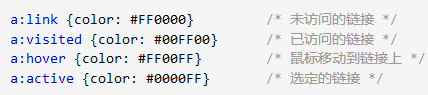 a:link {color: #FF0000} /* 未访问的链接 */
a:visited {color: #00FF00} /* 已访问的链接 */
a:hover {color: #FF00FF} /* 鼠标移动到链接上 */
a:active {color: #0000FF} /* 选定的链接 */